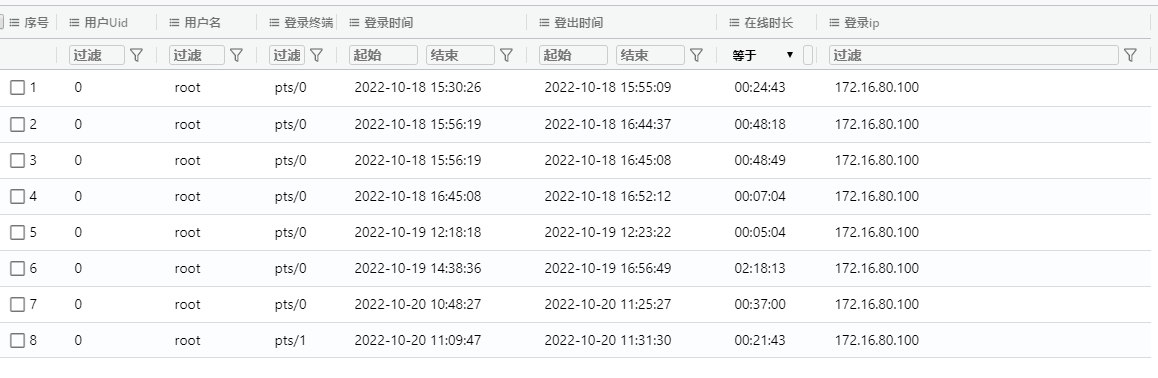 序号 用户Uid 用户名 登录终端 登录时间 登出时间 在线时长 登录ip
过滤 过滤 过滤 起始 结束 起始 结束 等于 过滤
1 0 root pts/0 2022-10-18 15:30:26 2022-10-18 15:55:09 00:24:43 172.16.80.100
2 0 root pts/0 2022-10-18 15:56:19 2022-10-18 16:44:37 00:48:18 172.16.80.100
3 0 root pts/0 2022-10-18 15:56:19 2022-10-18 16:45:08 00:48:49 172.16.80.100
4 0 root pts/0 2022-10-18 16:45:08 2022-10-18 16:52:12 00:07:04 172.16.80.100
5 0 root pts/0 2022-10-19 12:18:18 2022-10-19 12:23:22 00:05:04 172.16.80.100
6 0 root pts/0 2022-10-19 14:38:36 2022-10-19 16:56:49 02:18:13 172.16.80.100
7 0 root pts/0 2022-10-20 10:48:27 2022-10-20 11:25:27 00:37:00 172.16.80.100
8 0 root pts/1 2022-10-20 11:09:47 2022-10-20 11:31:30 00:21:43 172.16.80.100